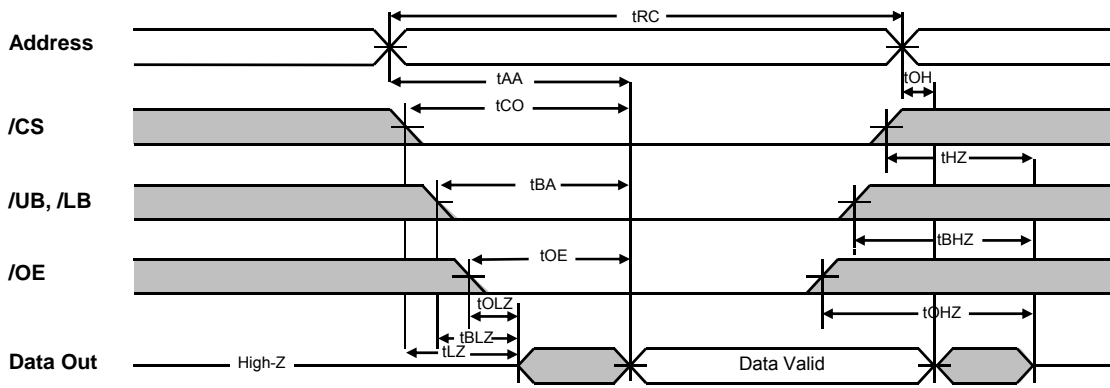 tRC
Address
tAA
tOH
tCO
/CS
tHZ
tBA
/UB, /LB
tBHZ
tOE
/OE
tOLZ
tOHZ
tBLZ
tLZ
Data Out
High-Z
Data Valid